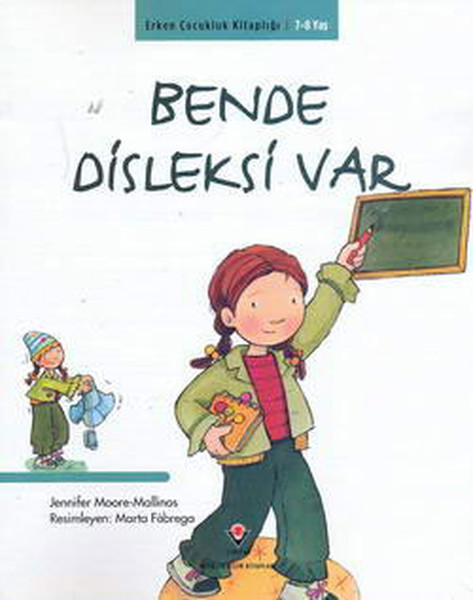 Erken Çocukluk Kitaplığı | 7-8 Yaş
BENDE
DİSLEKSİ VAR
Jennifer Moore-Mallinos
Resimleyen: Marta Fàbrega